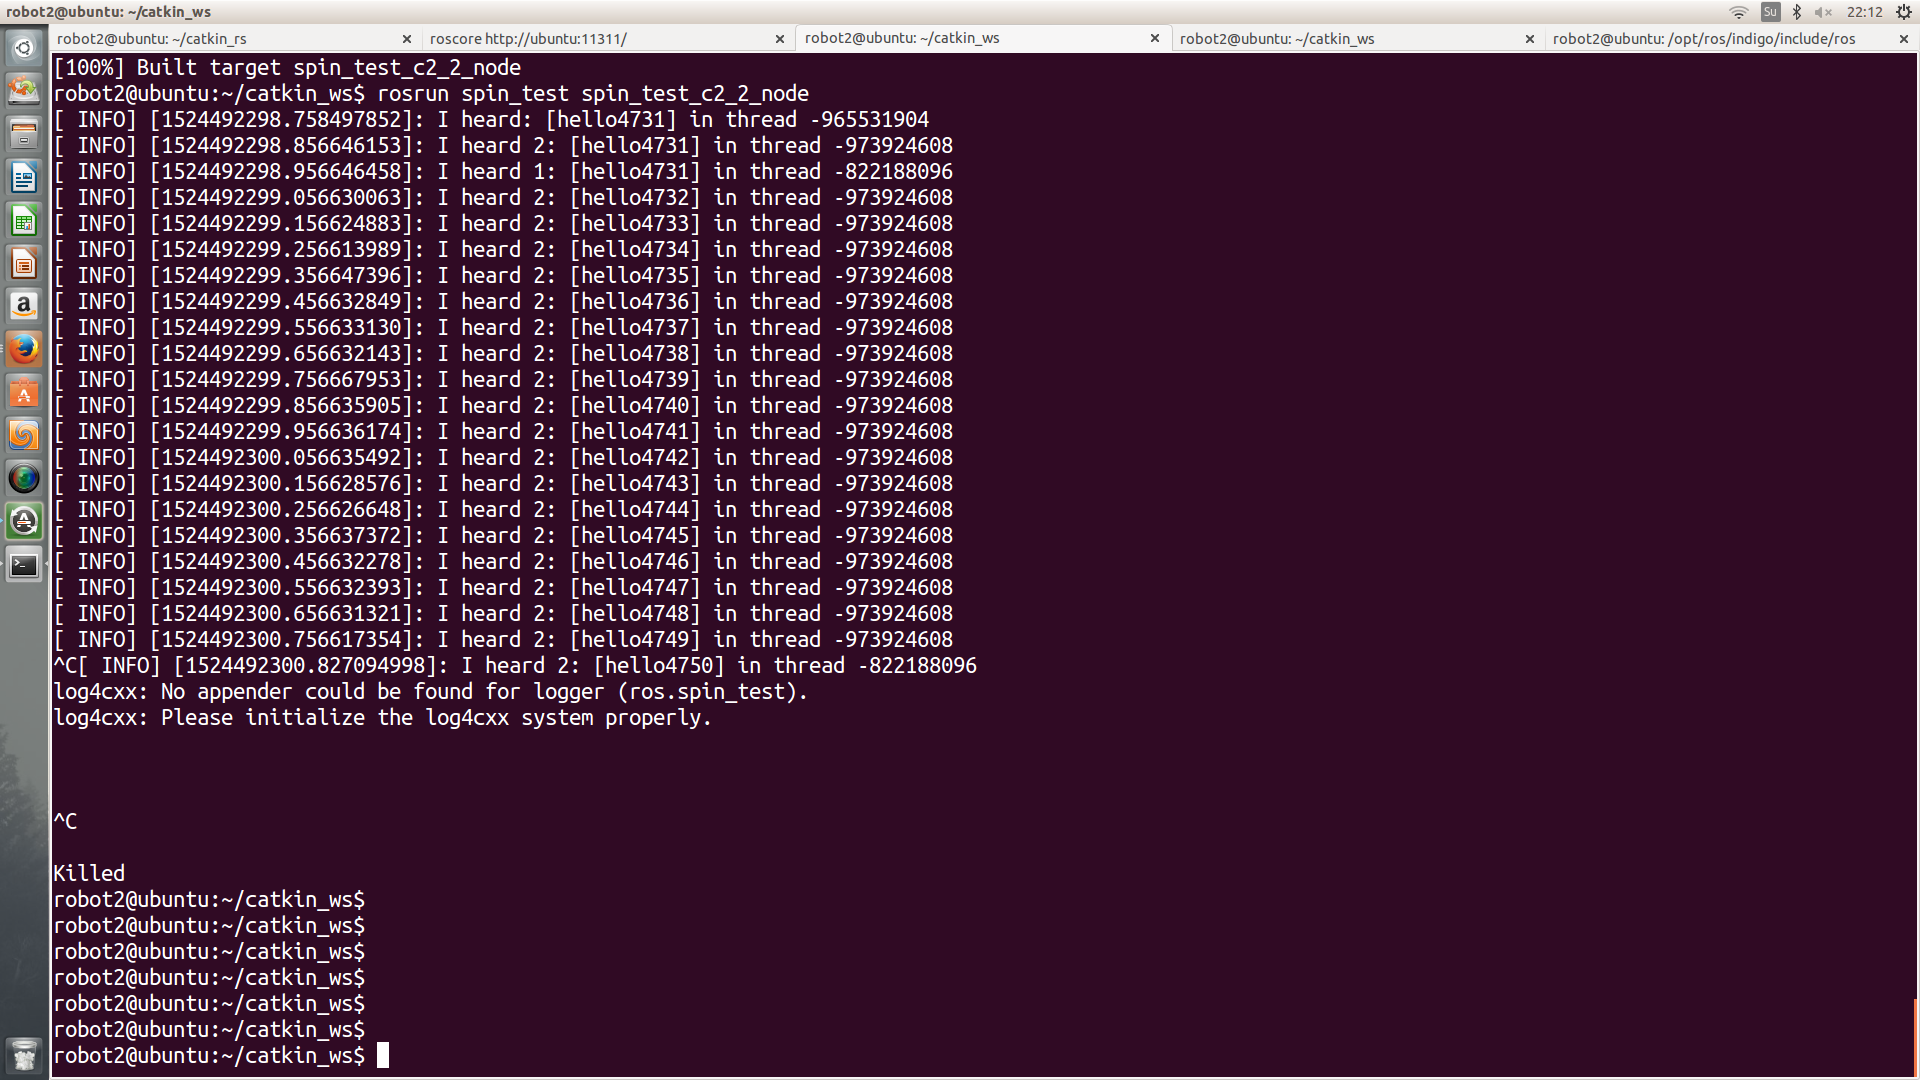 robot2@ubuntu: ~/catkin_ws
Su
22:12
robot2@ubuntu: ~/catkin_rs
roscore http://ubuntu:11311/
robot2@ubuntu: ~/catkin_ws
robot2@ubuntu: ~/catkin_ws
robot2@ubuntu: /opt/ros/indigo/include/ros
[100%] Built target spin_test_c2_2_node
robot2@ubuntu:~/catkin_ws$ rosrun spin_test spin_test_c2_2_node
[ INFO] [1524492298.758497852]: I heard: [hello4731] in thread -965531904
[ INFO] [1524492298.856646153]: I heard 2: [hello4731] in thread -973924608
[ INFO] [1524492298.956646458]: I heard 1: [hello4731] in thread -822188096
[ INFO] [1524492299.056630063]: I heard 2: [hello4732] in thread -973924608
[ INFO] [1524492299.156624883]: I heard 2: [hello4733] in thread -973924608
[ INFO] [1524492299.256613989]: I heard 2: [hello4734] in thread -973924608
[ INFO] [1524492299.356647396]: I heard 2: [hello4735] in thread -973924608
[ INFO] [1524492299.456632849]: I heard 2: [hello4736] in thread -973924608
[ INFO] [1524492299.556633130]: I heard 2: [hello4737] in thread -973924608
[ INFO] [1524492299.656632143]: I heard 2: [hello4738] in thread -973924608
[ INFO] [1524492299.756667953]: I heard 2: [hello4739] in thread -973924608
[ INFO] [1524492299.856635905]: I heard 2: [hello4740] in thread -973924608
[ INFO] [1524492299.956636174]: I heard 2: [hello4741] in thread -973924608
[ INFO] [1524492300.056635492]: I heard 2: [hello4742] in thread -973924608
[ INFO] [1524492300.156628576]: I heard 2: [hello4743] in thread -973924608
[ INFO] [1524492300.256626648]: I heard 2: [hello4744] in thread -973924608
[ INFO] [1524492300.356637372]: I heard 2: [hello4745] in thread -973924608
[ INFO] [1524492300.456632278]: I heard 2: [hello4746] in thread -973924608
[ INFO] [1524492300.556632393]: I heard 2: [hello4747] in thread -973924608
[ INFO] [1524492300.656631321]: I heard 2: [hello4748] in thread -973924608
[ INFO] [1524492300.756617354]: I heard 2: [hello4749] in thread -973924608
^C[ INFO] [1524492300.827094998]: I heard 2: [hello4750] in thread -822188096
log4cxx: No appender could be found for logger (ros.spin_test).
log4cxx: Please initialize the log4cxx system properly.
^C
Killed
robot2@ubuntu:~/catkin_ws$
robot2@ubuntu:~/catkin_ws$
robot2@ubuntu:~/catkin_ws$
robot2@ubuntu:~/catkin_ws$
robot2@ubuntu:~/catkin_ws$
robot2@ubuntu:~/catkin_ws$
robot2@ubuntu:~/catkin_ws$